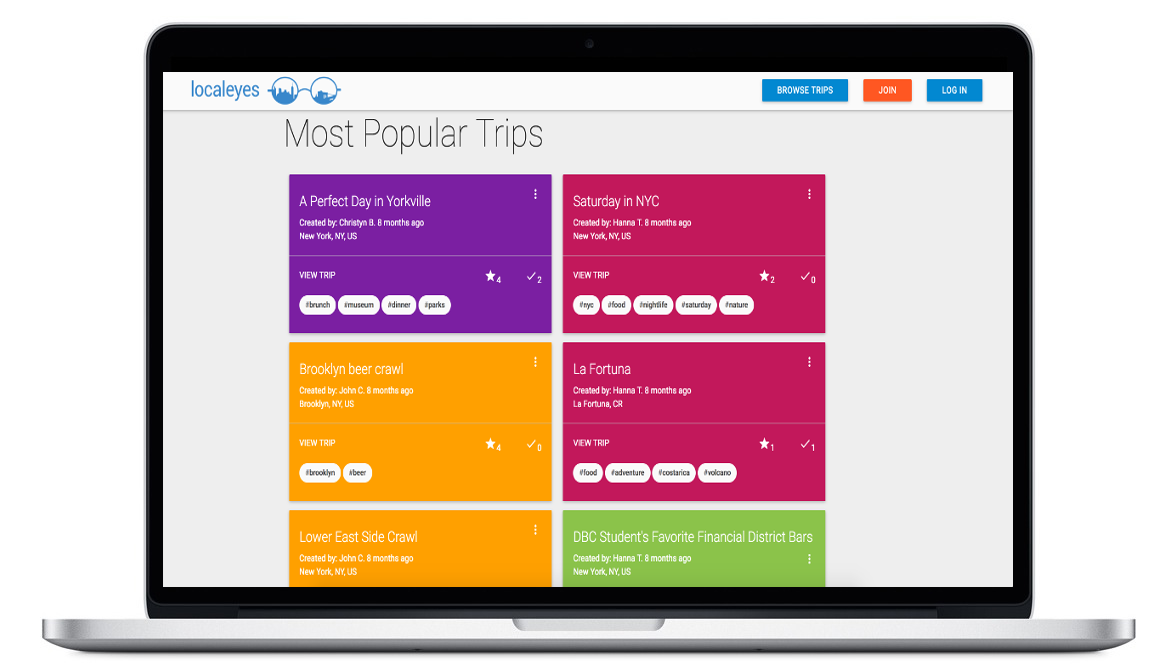 localeyes
BROWSE TRIPS
JOIN
LOG IN
Most Popular Trips
A Perfect Day in Yorkville
Created by: Christyn B. 8 months ago
New York, NY, US
VIEW TRIP
4
2
#brunch
#museum
#dinner
#parks
Saturday in NYC
Created by: Hanna T. 8 months ago
New York, NY, US
VIEW TRIP
2
0
#nyc
#food
#nightlife
#saturday
#nature
Brooklyn beer crawl
Created by: John C. 8 months ago
Brooklyn, NY, US
VIEW TRIP
4
0
#brooklyn
#beer
La Fortuna
Created by: Hanna T. 8 months ago
La Fortuna, CR
VIEW TRIP
1
1
#food
#adventure
#costarica
#volcano
Lower East Side Crawl
Created by: John C. 8 months ago
New York, NY, US
DBC Student's Favorite Financial District Bars
Created by: Hanna T. 8 months ago
New York, NY, US